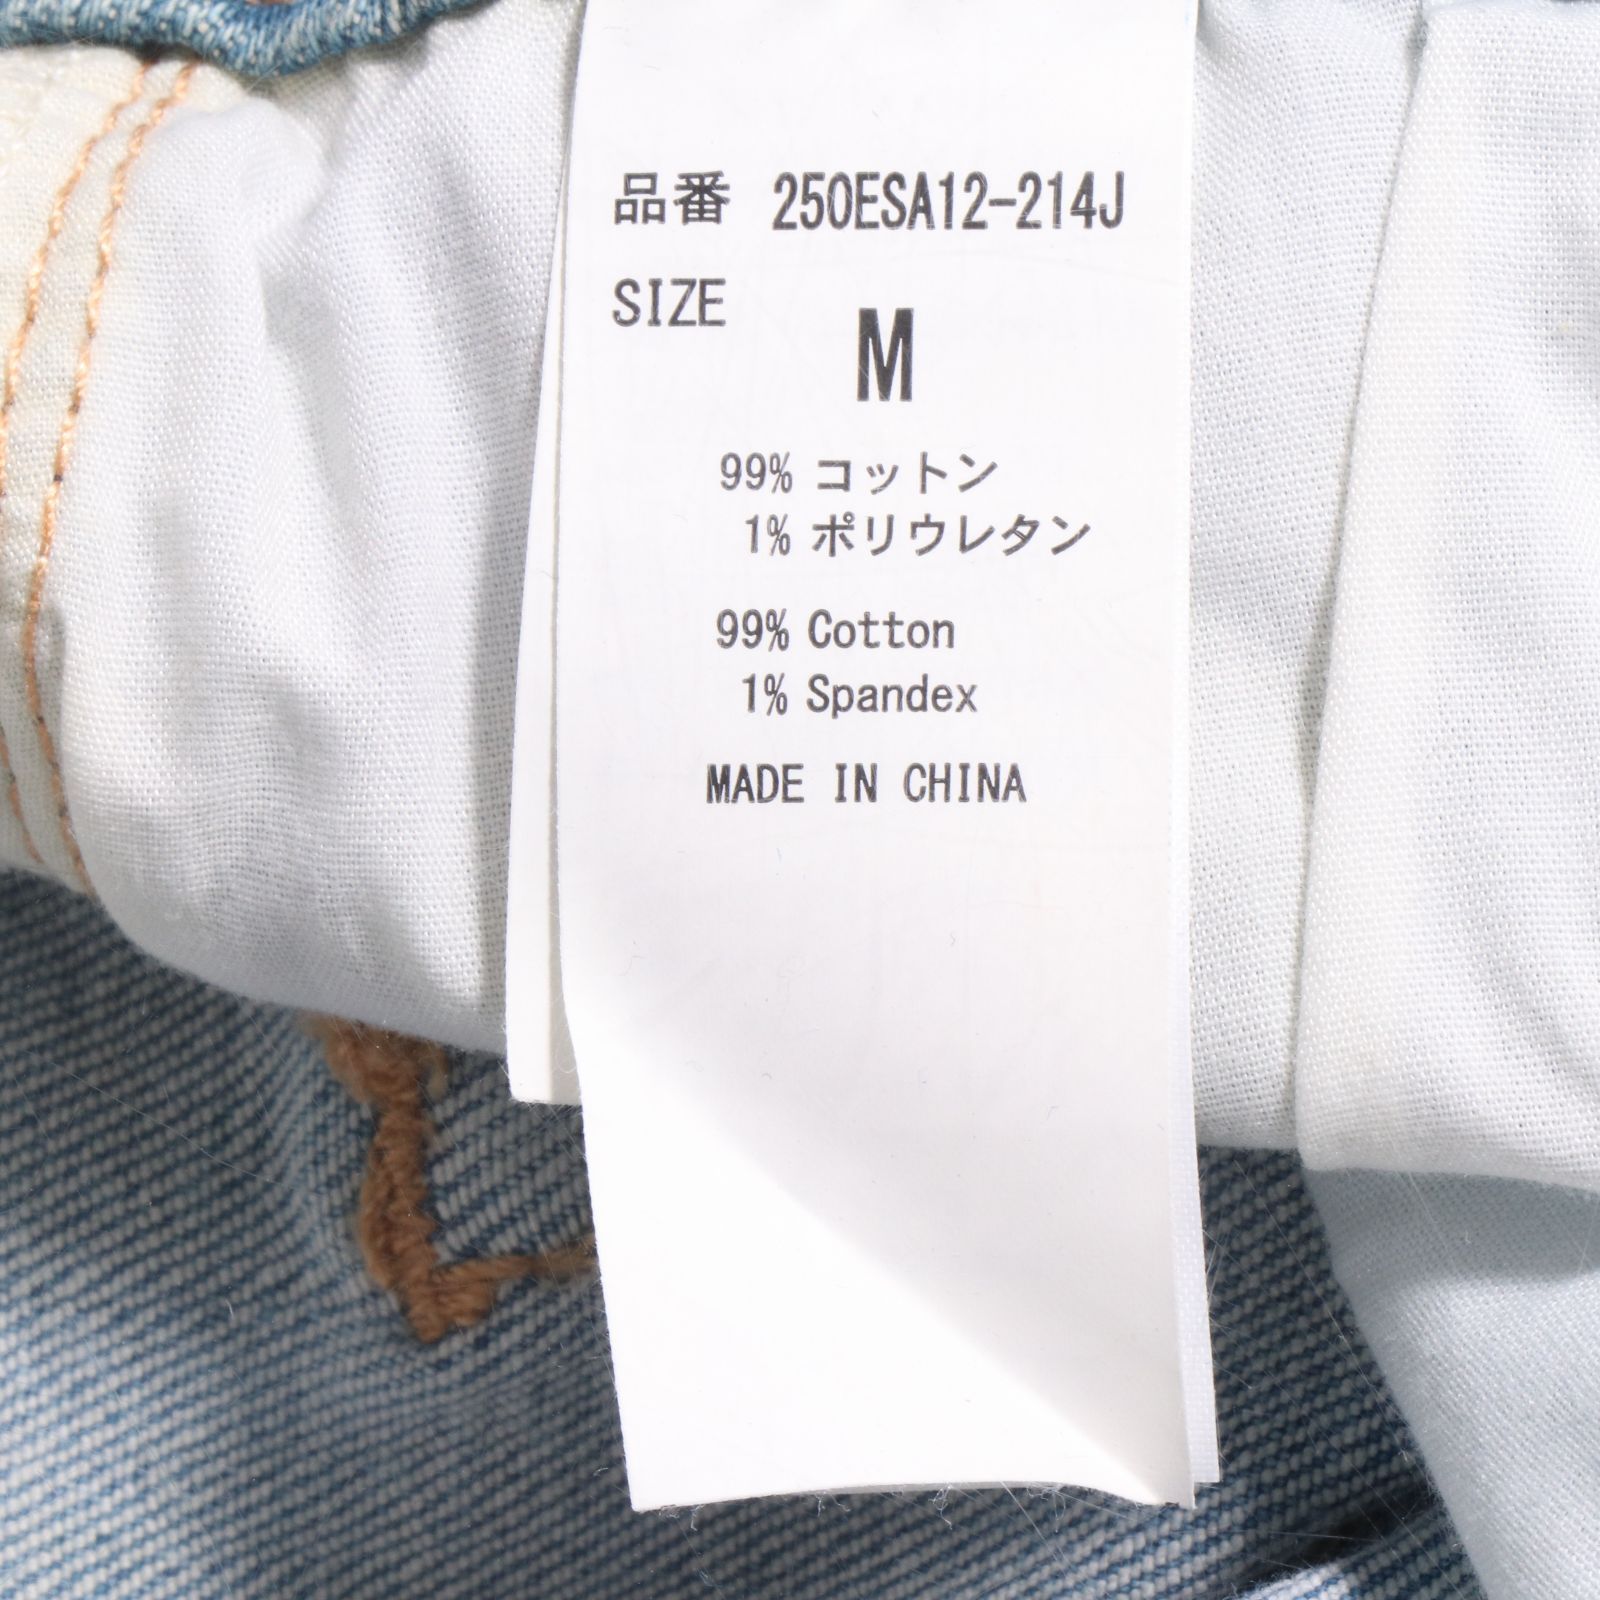 品番 250ESA12-214J
SIZE
M
99% コットン
1% ポリウレタン
99% Cotton
1% Spandex
MADE IN CHINA